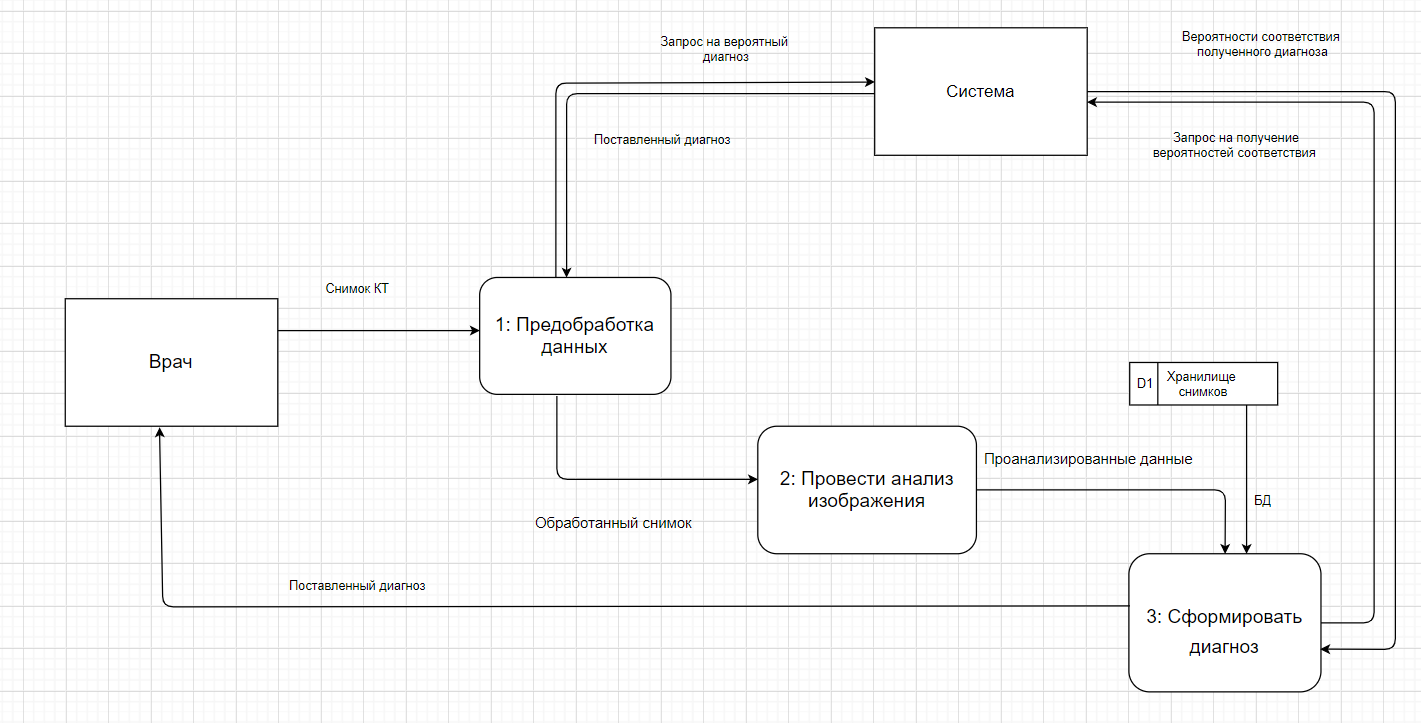 Запрос на вероятный
диагноз
Вероятности соответствия
полученного диагноза
Система
Поставленный диагноз
Запрос на получение
вероятностей соответствия
Снимок КТ
1: Предобработка
данных
Врач
D1
Хранилище
снимков
Проанализированные данные
2: Провести анализ
изображения
БД
Обработанный снимок
Поставленный диагноз
3: Сформировать
диагноз